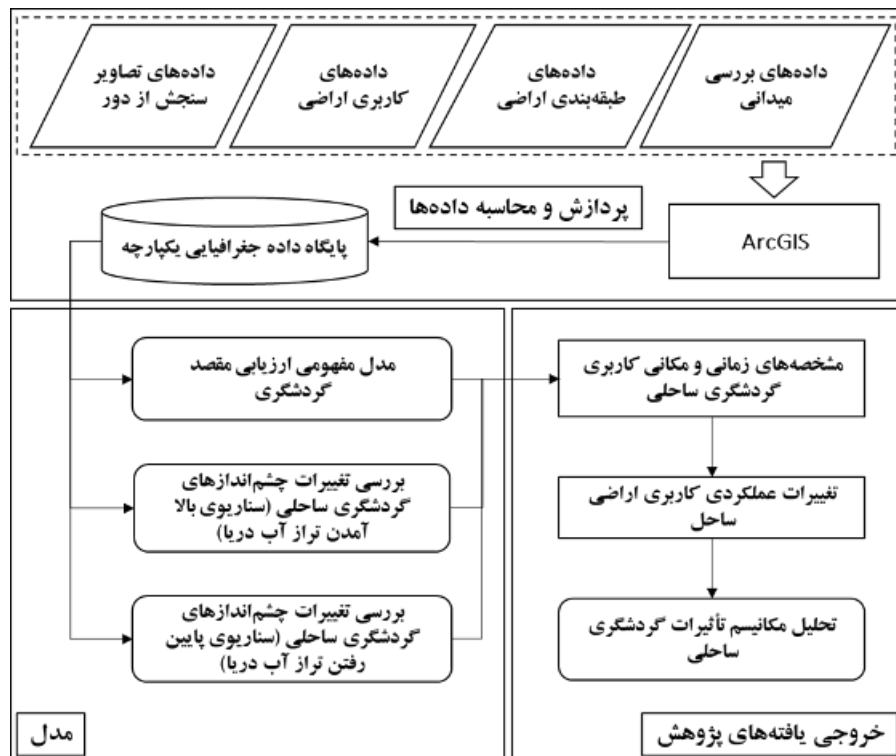 داده‌های بررسی
میدانی
داده‌های
طبقه‌بندی اراضی
داده‌های
کاربری اراضی
داده‌های تصاویر
سنجش از دور
ArcGIS
پردازش و محاسبه داده‌ها
پایگاه داده جغرافیایی یکپارچه
مدل مفهومی ارزیابی مقصد
گردشگری
بررسی تغییرات چشم‌اندازهای
گردشگری ساحلی (سناریوی بالا
آمدن تراز آب دریا)
بررسی تغییرات چشم‌اندازهای
گردشگری ساحلی (سناریوی پایین
رفتن تراز آب دریا)
مدل
مشخصه‌های زمانی و مکانی کاربری
گردشگری ساحلی
تغییرات عملکردی کاربری اراضی
ساحل
تحلیل مکانیسم تأثیرات گردشگری
ساحلی
خروجی یافته‌های پژوهش